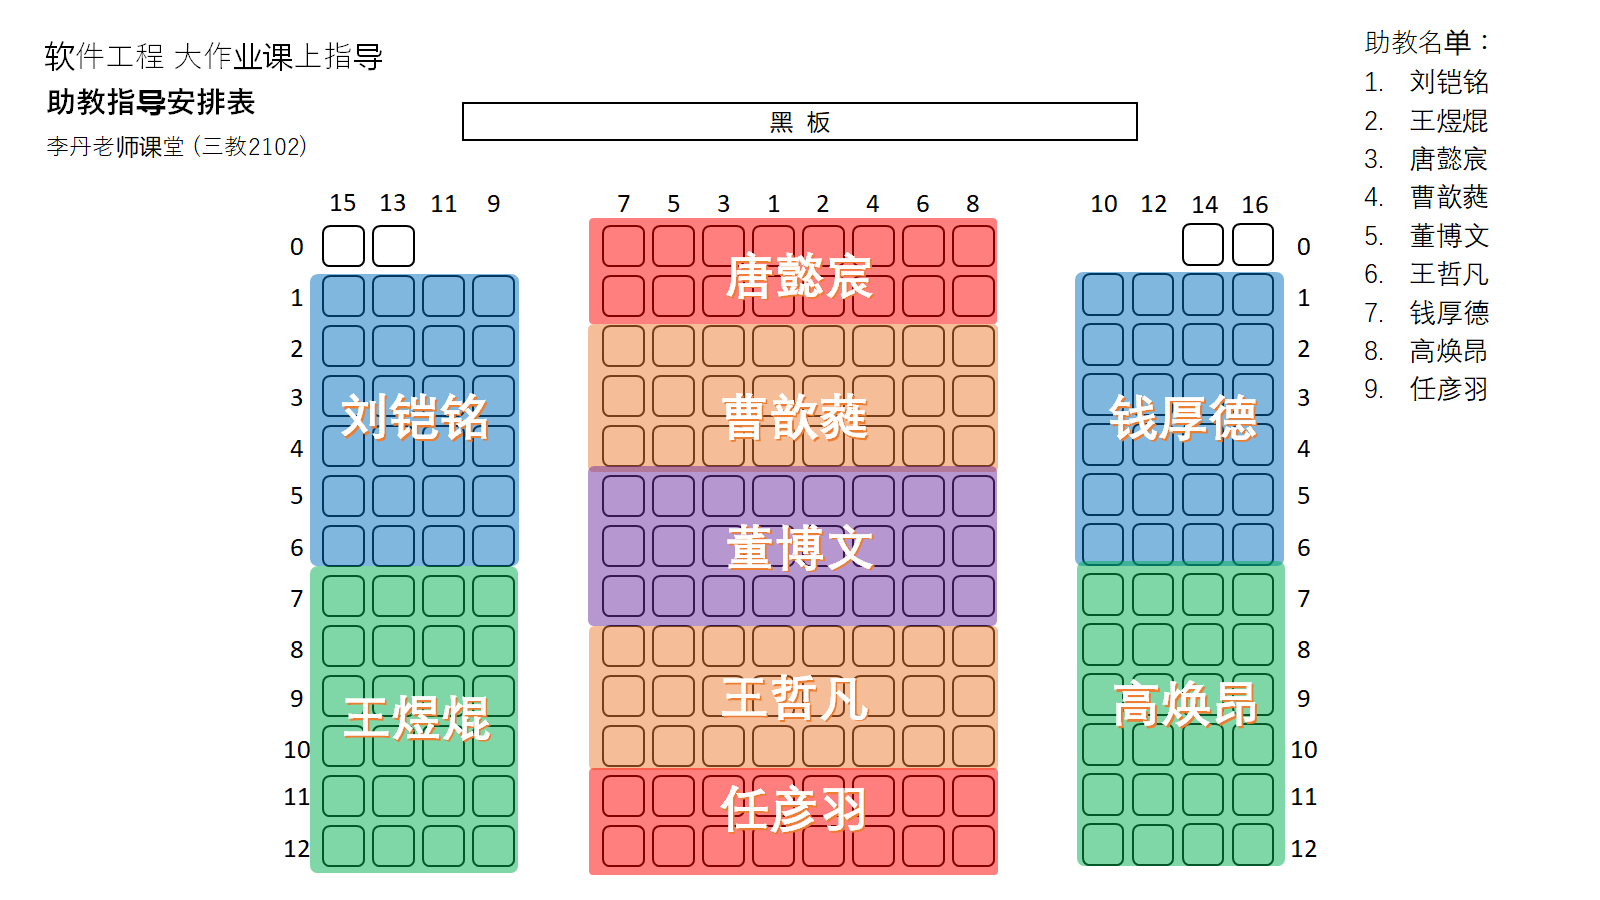 软件工程 大作业课上指导
助教指导安排表
李丹老师课堂 (三教2102)
黑 板
助教名单：
1. 刘铠铭
2. 王煜焜
3. 唐懿宸
4. 曹歆蕤
5. 董博文
6. 王哲凡
7. 钱厚德
8. 高焕昂
9. 任彦羽
15 13 11 9 7 5 3 1 2 4 6 8 10 12 14 16
0 0
唐懿宸
1 1
2 2
3 3
刘铠铭 曹歆蕤 钱厚德
4 4
5 5
6 6
董博文
7 7
8 8
9 9
王煜焜 王哲凡 高焕昂
10 10
11 11
任彦羽
12 12